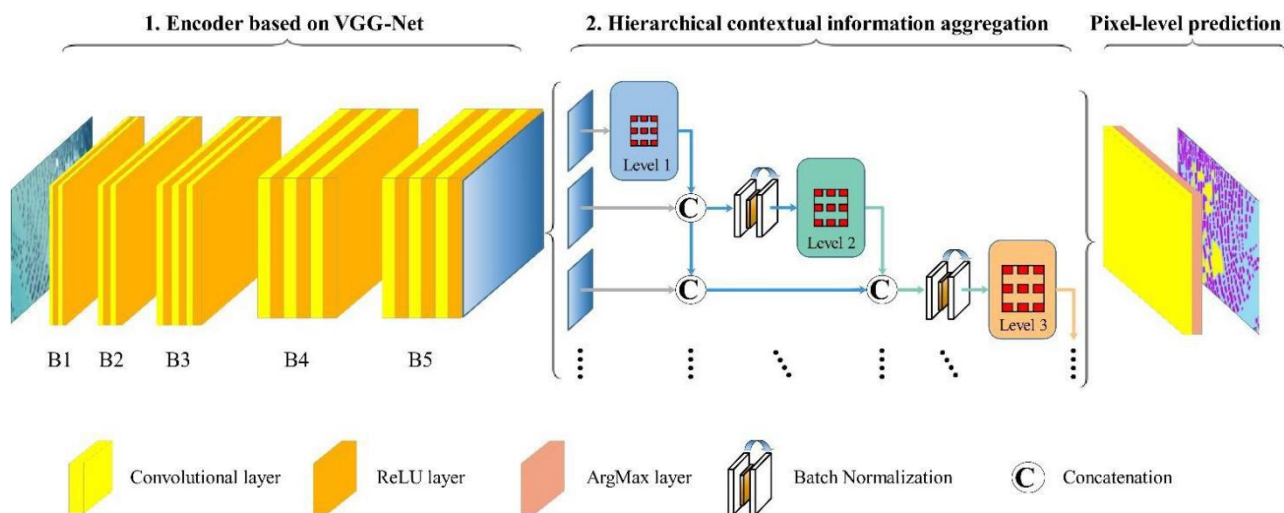 1. Encoder based on VGG-Net
2. Hierarchical contextual information aggregation
Pixel-level prediction
Level 1
C
Level 2
C
C
Level 3
B1
B2
B3
B4
B5
Convolutional layer
ReLU layer
ArgMax layer
Batch Normalization
C
Concatenation